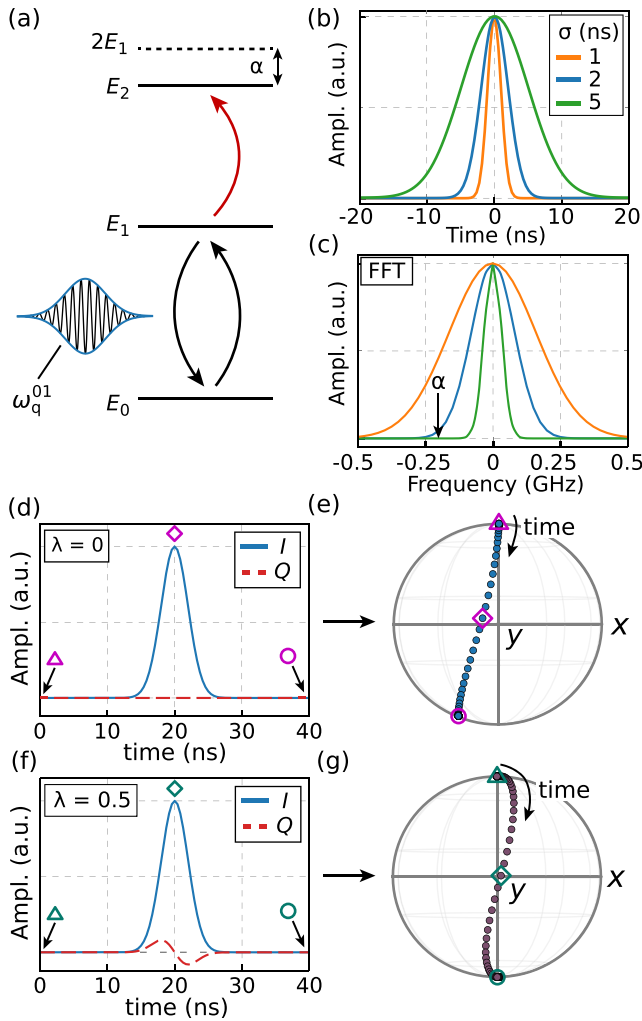 (a)
2E₁
α
E₂
E₁
ω_q^01
E₀
(b)
Ampl. (a.u.)
σ (ns)
1
2
5
-20 -10 0 10 20
Time (ns)
(c)
Ampl. (a.u.)
FFT
α
-0.5 -0.25 0 0.25 0.5
Frequency (GHz)
(d)
Ampl. (a.u.)
λ = 0
I
Q
0 10 20 30 40
time (ns)
(e)
time
x
y
(f)
Ampl. (a.u.)
λ = 0.5
I
Q
0 10 20 30 40
time (ns)
(g)
time
x
y